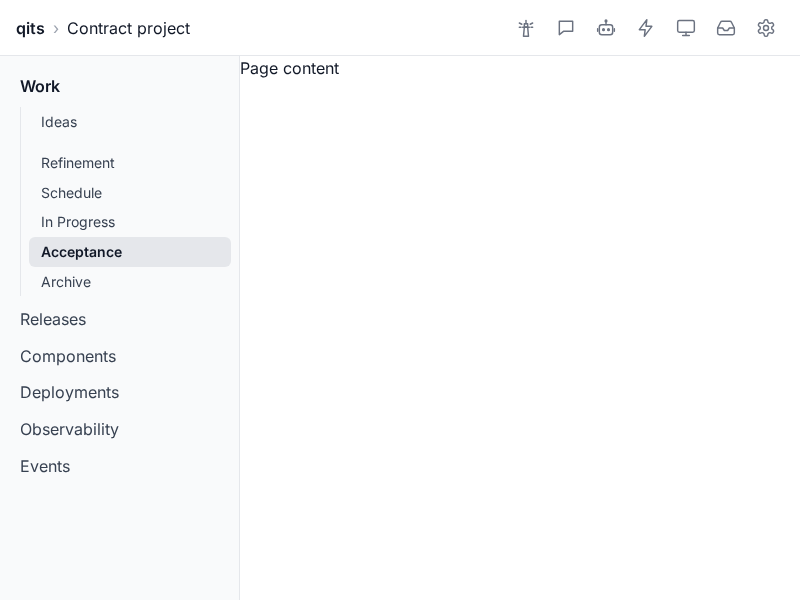 qits › Contract project
Page content
Work
Ideas
Refinement
Schedule
In Progress
Acceptance
Archive
Releases
Components
Deployments
Observability
Events